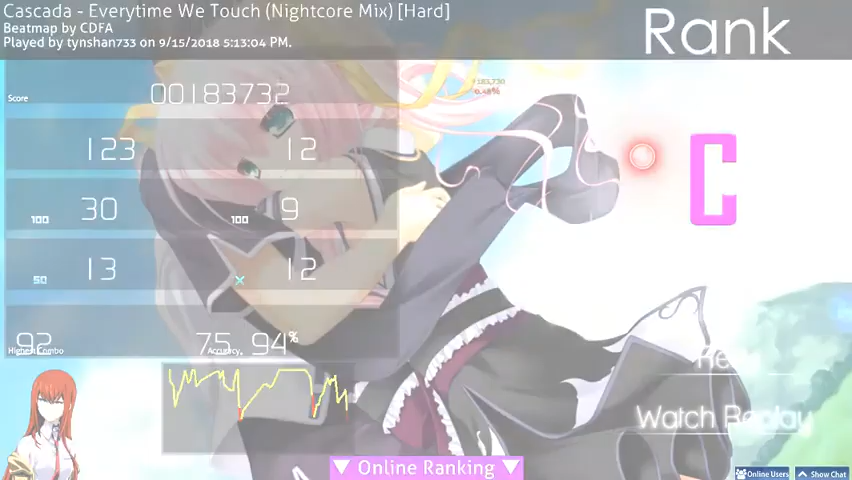 Cascada - Everytime We Touch (Nightcore Mix) [Hard]
Beatmap by CDFA
Played by tynshan733 on 9/15/2018 5:13:04 PM.
Rank
Score 00183732
123 12
100 30 100 9
50 13 12
92 75.94%
Highest Combo Accuracy
C
Watch Replay
▼ Online Ranking ▼
Online Users Show Chat